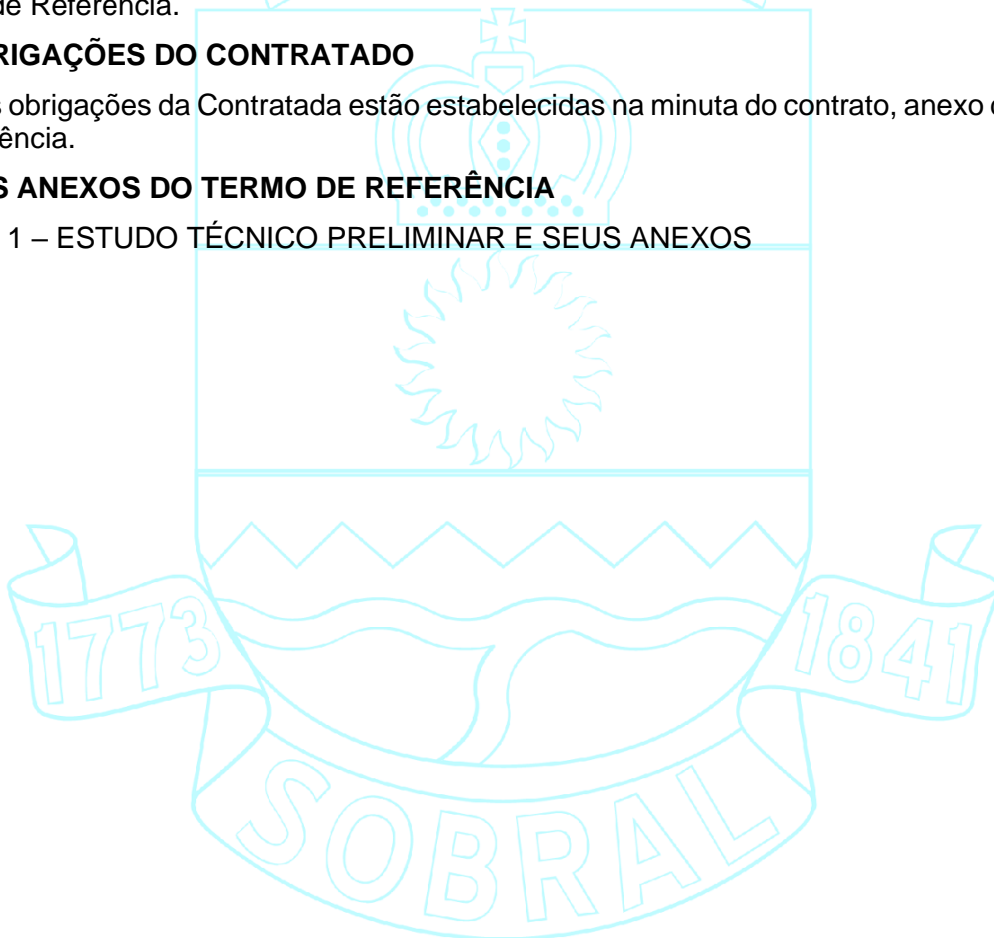 de Referência.
RIGAÇÕES DO CONTRATADO
s obrigações da Contratada estão estabelecidas na minuta do contrato, anexo
ência.
S ANEXOS DO TERMO DE REFERÊNCIA
1 – ESTUDO TÉCNICO PRELIMINAR E SEUS ANEXOS
1773
1841
SOBRAL